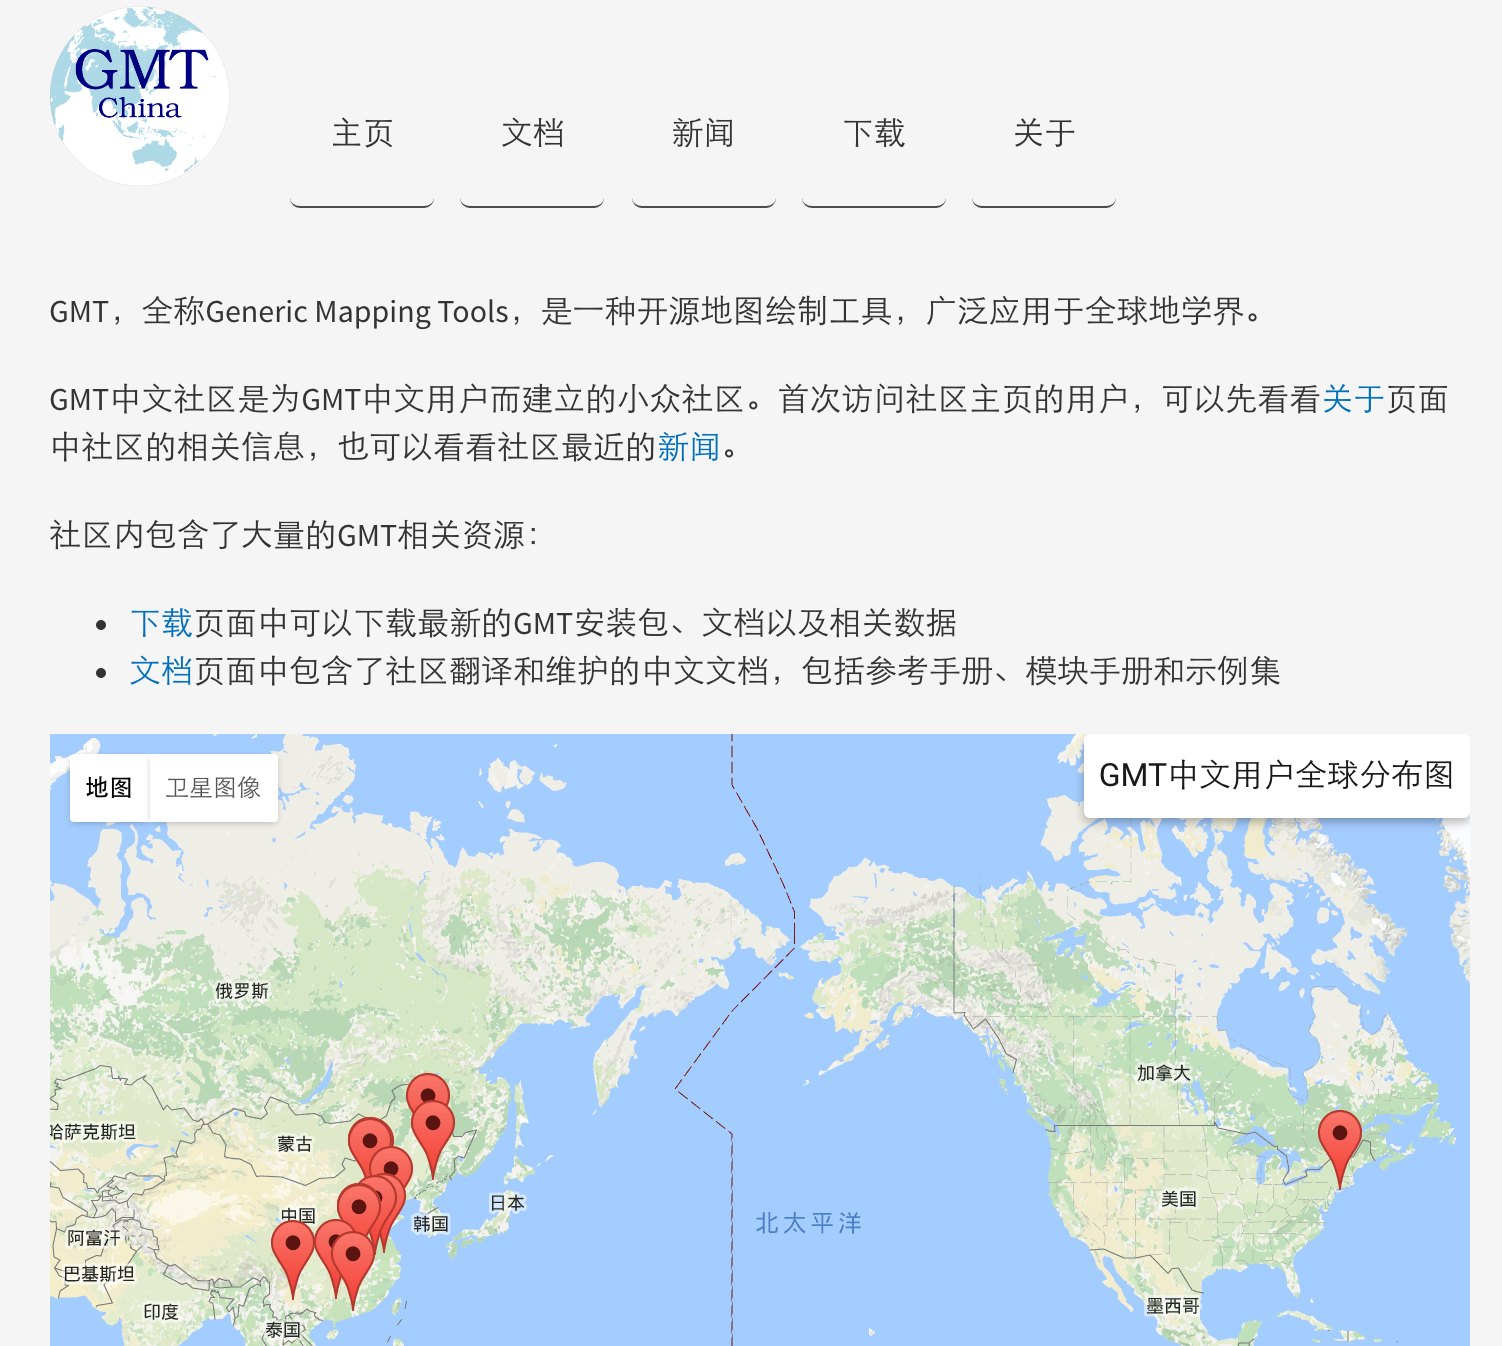 GMT
China
主页 文档 新闻 下载 关于
GMT，全称Generic Mapping Tools，是一种开源地图绘制工具，广泛应用于全球地学界。
GMT中文社区是为GMT中文用户而建立的小众社区。首次访问社区主页的用户，可以先看看关于页面
中社区的相关信息，也可以看看社区最近的新闻。
社区内包含了大量的GMT相关资源：
下载页面中可以下载最新的GMT安装包、文档以及相关数据
文档页面中包含了社区翻译和维护的中文文档，包括参考手册、模块手册和示例集
地图 卫星图像
GMT中文用户全球分布图
俄罗斯
加拿大
哈萨克斯坦
蒙古
美国
日本
中国
韩国
北太平洋
阿富汗
巴基斯坦
墨西哥
印度
泰国